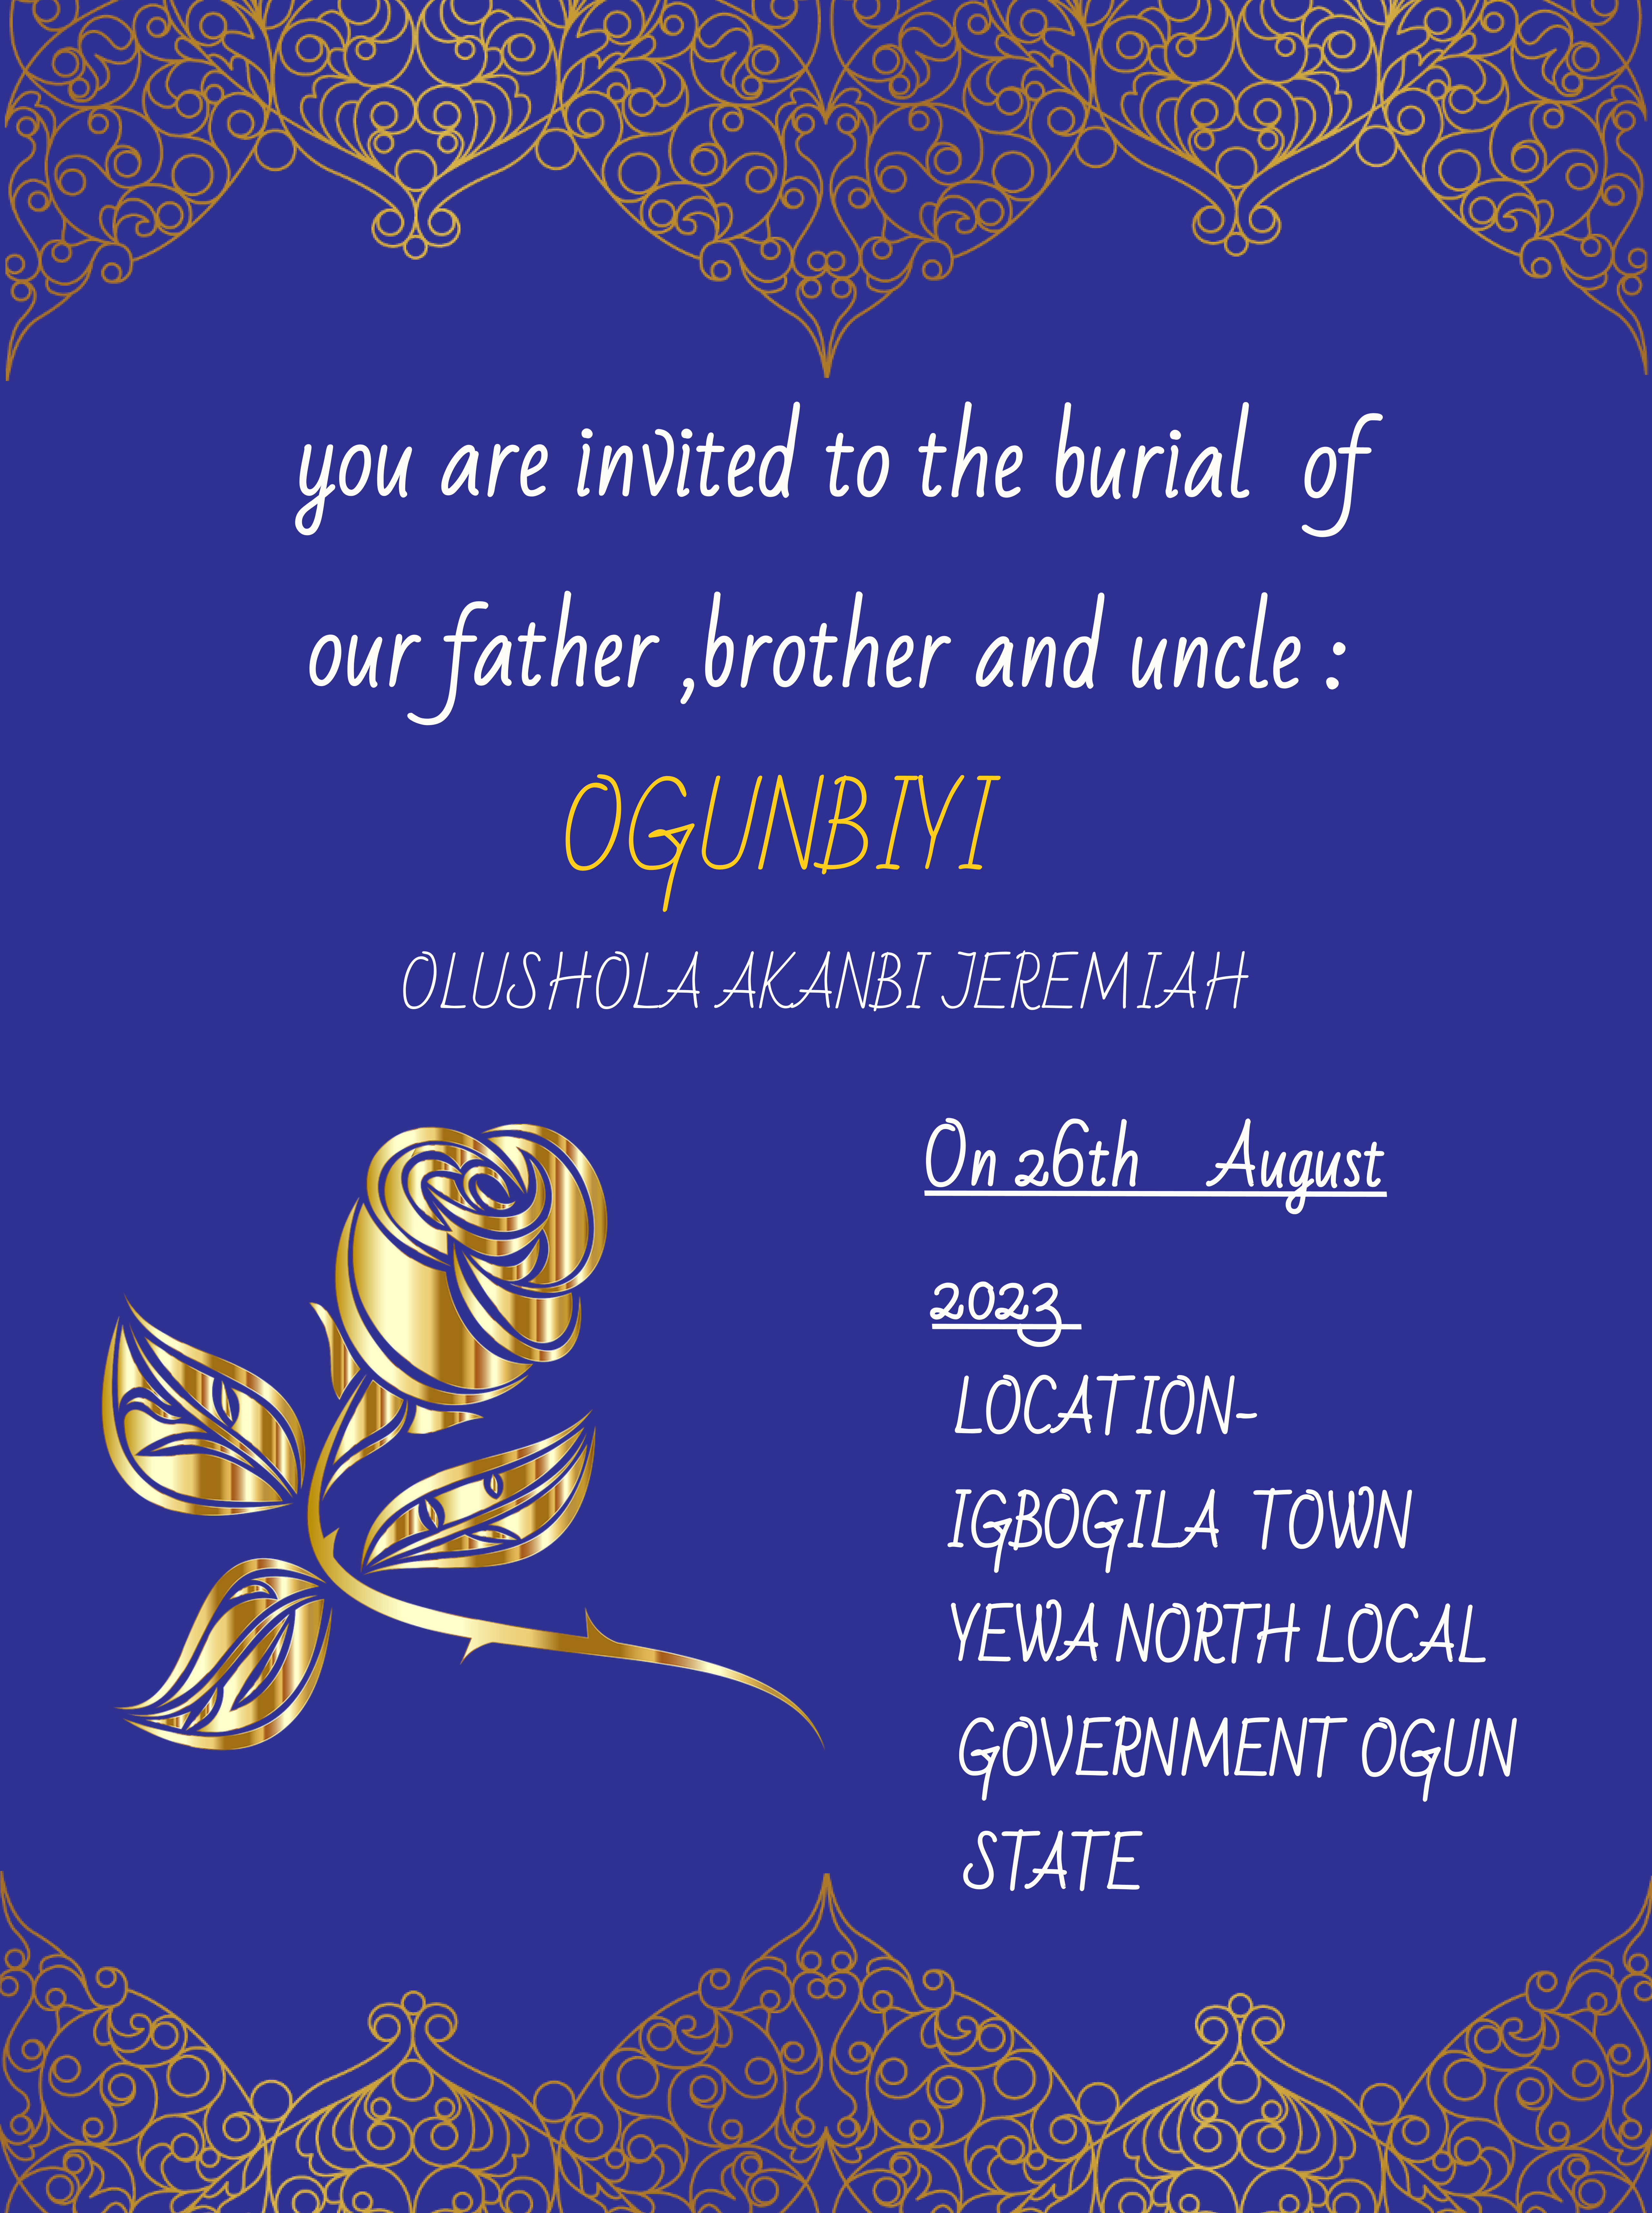 you are invited to the burial of
our father ,brother and uncle :
OGUNBIYI
OLUSHOLA AKANBI JEREMIAH
On 26th August
2023
LOCATION-
IGBOGILA TOWN
YEWA NORTH LOCAL
GOVERNMENT OGUN
STATE